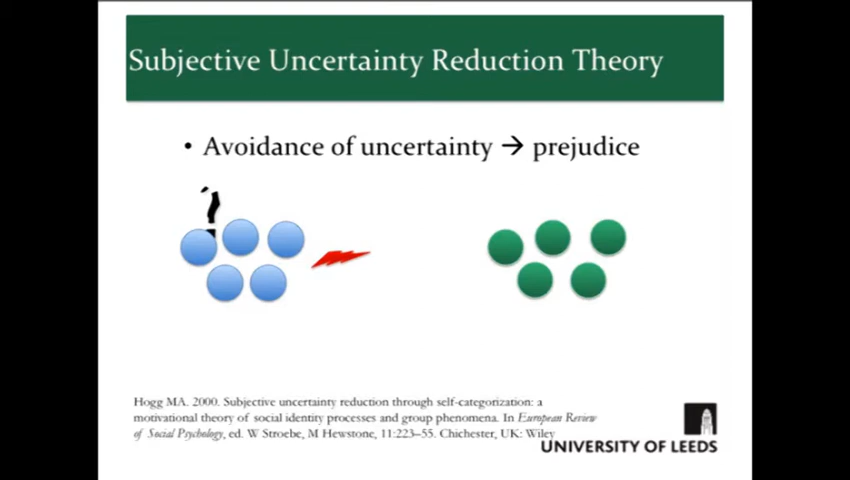 Subjective Uncertainty Reduction Theory
• Avoidance of uncertainty → prejudice
?
Hogg MA. 2000. Subjective uncertainty reduction through self-categorization: a
motivational theory of social identity processes and group phenomena. In European Review
of Social Psychology, ed. W Stroebe, M Hewstone, 11:223–55. Chichester, UK: Wiley
UNIVERSITY OF LEEDS